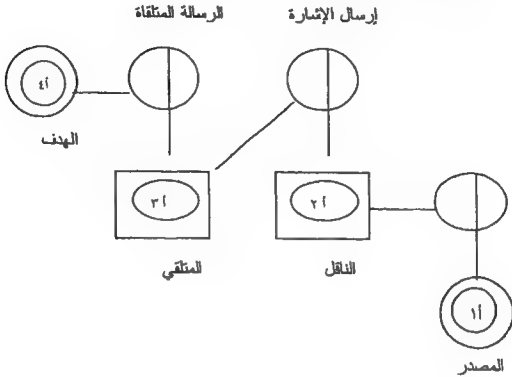 إرسال الإشارة
الرسالة المتلقاة
أ٤
الهدف
أ٣
أ٢
المتلقي
الناقل
أ١
المصدر